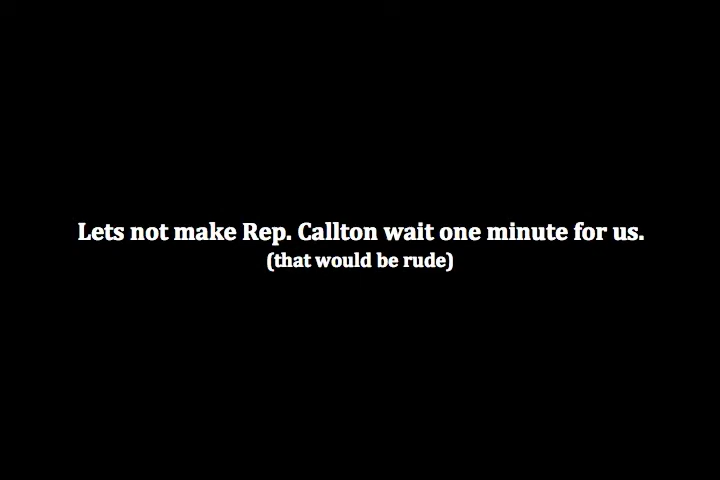 Lets not make Rep. Callton wait one minute for us.
(that would be rude)